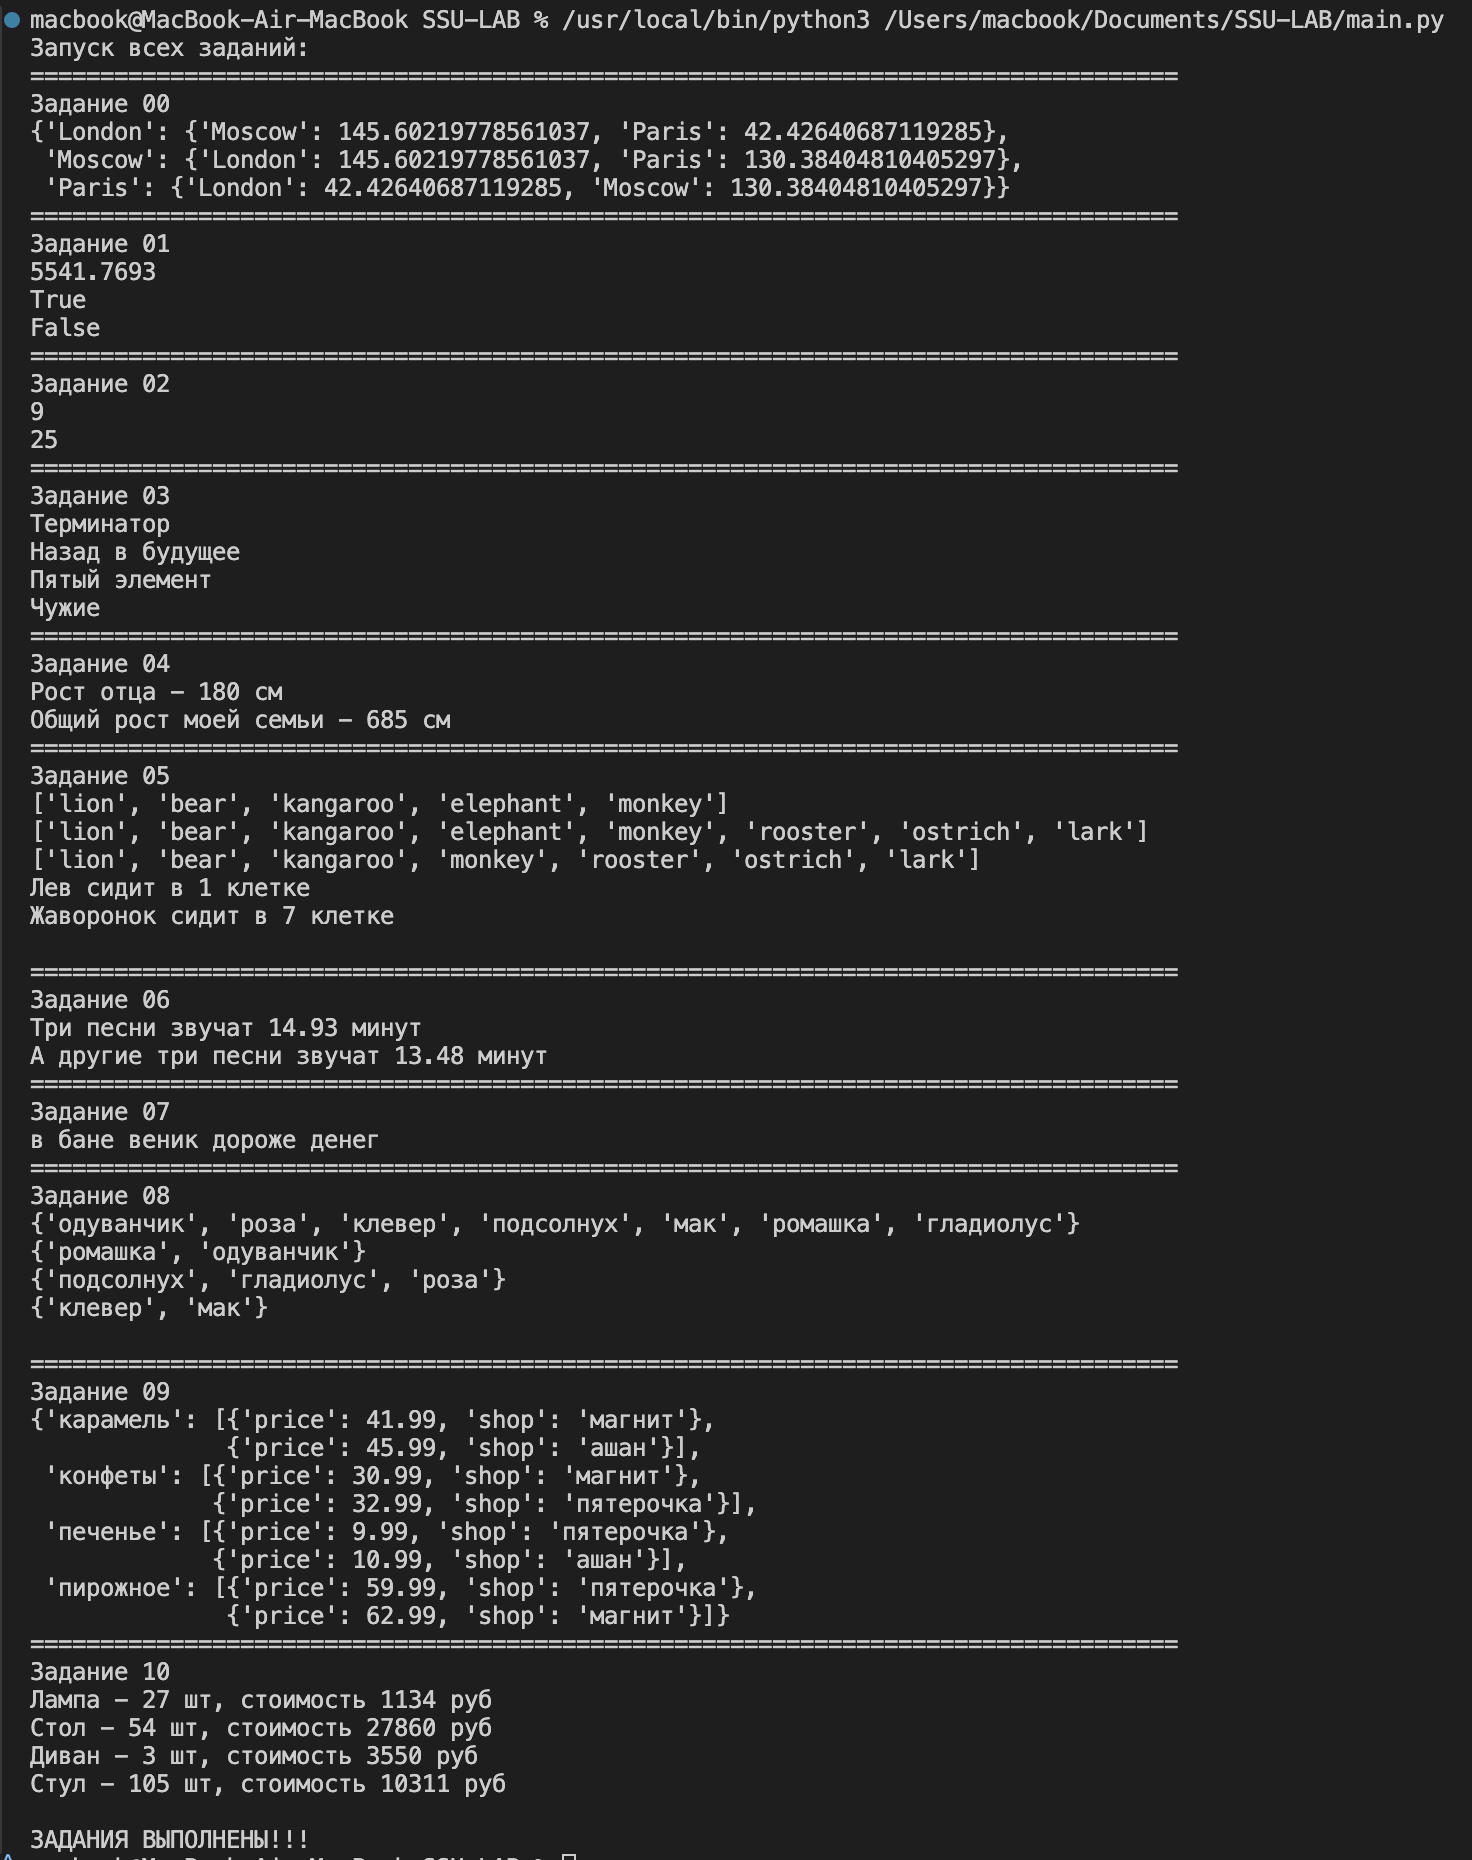 macbook@MacBook-Air-MacBook SSU-LAB % /usr/local/bin/python3 /Users/macbook/Documents/SSU-LAB/main.py
Запуск всех заданий:
==================================================================================
Задание 00
{'London': {'Moscow': 145.60219778561037, 'Paris': 42.42640687119285},
 'Moscow': {'London': 145.60219778561037, 'Paris': 130.38404810405297},
 'Paris': {'London': 42.42640687119285, 'Moscow': 130.38404810405297}}
==================================================================================
Задание 01
5541.7693
True
False
==================================================================================
Задание 02
9
25
==================================================================================
Задание 03
Терминатор
Назад в будущее
Пятый элемент
Чужие
==================================================================================
Задание 04
Рост отца - 180 см
Общий рост моей семьи - 685 см
==================================================================================
Задание 05
['lion', 'bear', 'kangaroo', 'elephant', 'monkey']
['lion', 'bear', 'kangaroo', 'elephant', 'monkey', 'rooster', 'ostrich', 'lark']
['lion', 'bear', 'kangaroo', 'monkey', 'rooster', 'ostrich', 'lark']
Лев сидит в 1 клетке
Жаворонок сидит в 7 клетке

==================================================================================
Задание 06
Три песни звучат 14.93 минут
А другие три песни звучат 13.48 минут
==================================================================================
Задание 07
в бане веник дороже денег
==================================================================================
Задание 08
{'одуванчик', 'роза', 'клевер', 'подсолнух', 'мак', 'ромашка', 'гладиолус'}
{'ромашка', 'одуванчик'}
{'подсолнух', 'гладиолус', 'роза'}
{'клевер', 'мак'}

==================================================================================
Задание 09
{'карамель': [{'price': 41.99, 'shop': 'магнит'},
              {'price': 45.99, 'shop': 'ашан'}],
 'конфеты': [{'price': 30.99, 'shop': 'магнит'},
             {'price': 32.99, 'shop': 'пятерочка'}],
 'печенье': [{'price': 9.99, 'shop': 'пятерочка'},
             {'price': 10.99, 'shop': 'ашан'}],
 'пирожное': [{'price': 59.99, 'shop': 'пятерочка'},
              {'price': 62.99, 'shop': 'магнит'}]}
==================================================================================
Задание 10
Лампа - 27 шт, стоимость 1134 руб
Стол - 54 шт, стоимость 27860 руб
Диван - 3 шт, стоимость 3550 руб
Стул - 105 шт, стоимость 10311 руб

ЗАДАНИЯ ВЫПОЛНЕНЫ!!!